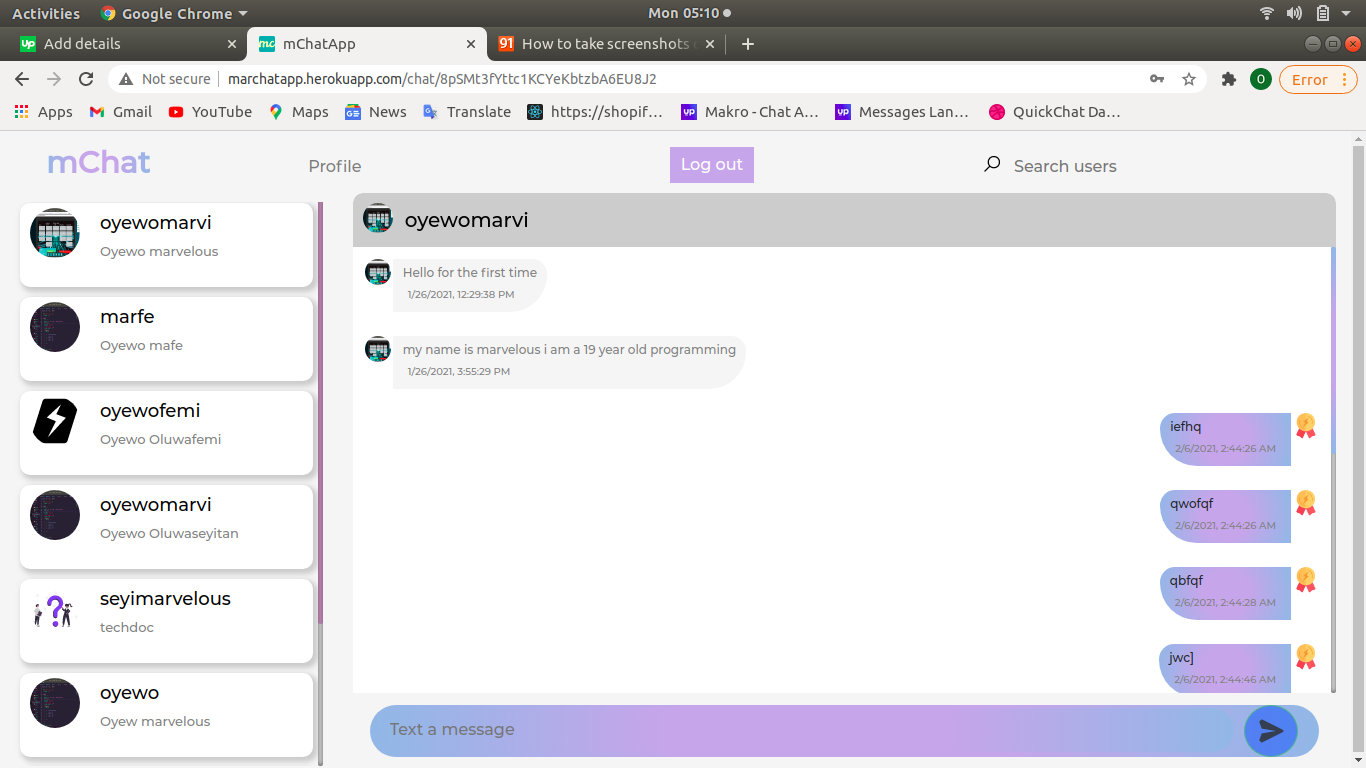 Activities Google Chrome Mon 05:10
Add details mChatApp How to take screenshots
Not secure marchatapp.herokuapp.com/chat/8pSMt3fYttc1KCYeKbtzbA6EU8J2 O Error
Apps Gmail YouTube Maps News Translate https://shopif... Makro - Chat A... Messages Lan... QuickChat Da...
mChat Profile Log out Search users
oyewomarvi
Oyewo marvelous
marfe
Oyewo mafe
oyewofemi
Oyewo Oluwafemi
oyewomarvi
Oyewo Oluwaseyitan
seyimarvelous
techdoc
oyewo
Oyew marvelous
oyewomarvi
Hello for the first time
1/26/2021, 12:29:38 PM
my name is marvelous i am a 19 year old programming
1/26/2021, 3:55:29 PM
iefhq
2/6/2021, 2:44:26 AM
qwofqf
2/6/2021, 2:44:26 AM
qbfqf
2/6/2021, 2:44:28 AM
jwc]
2/6/2021, 2:44:46 AM
Text a message